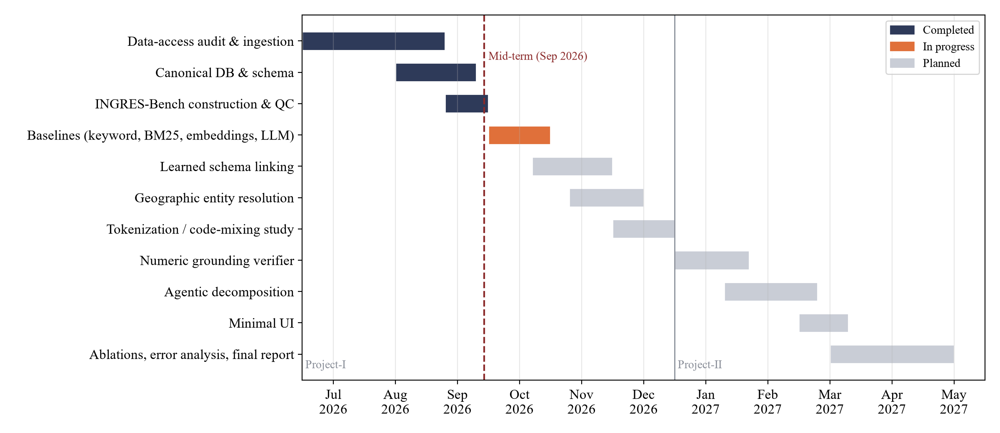 Completed
In progress
Planned
Data-access audit & ingestion
Mid-term (Sep 2026)
Canonical DB & schema
INGRES-Bench construction & QC
Baselines (keyword, BM25, embeddings, LLM)
Learned schema linking
Geographic entity resolution
Tokenization / code-mixing study
Numeric grounding verifier
Agentic decomposition
Minimal UI
Ablations, error analysis, final report
Project-I
Project-II
Jul Aug Sep Oct Nov Dec Jan Feb Mar Apr May
2026 2026 2026 2026 2026 2026 2027 2027 2027 2027 2027